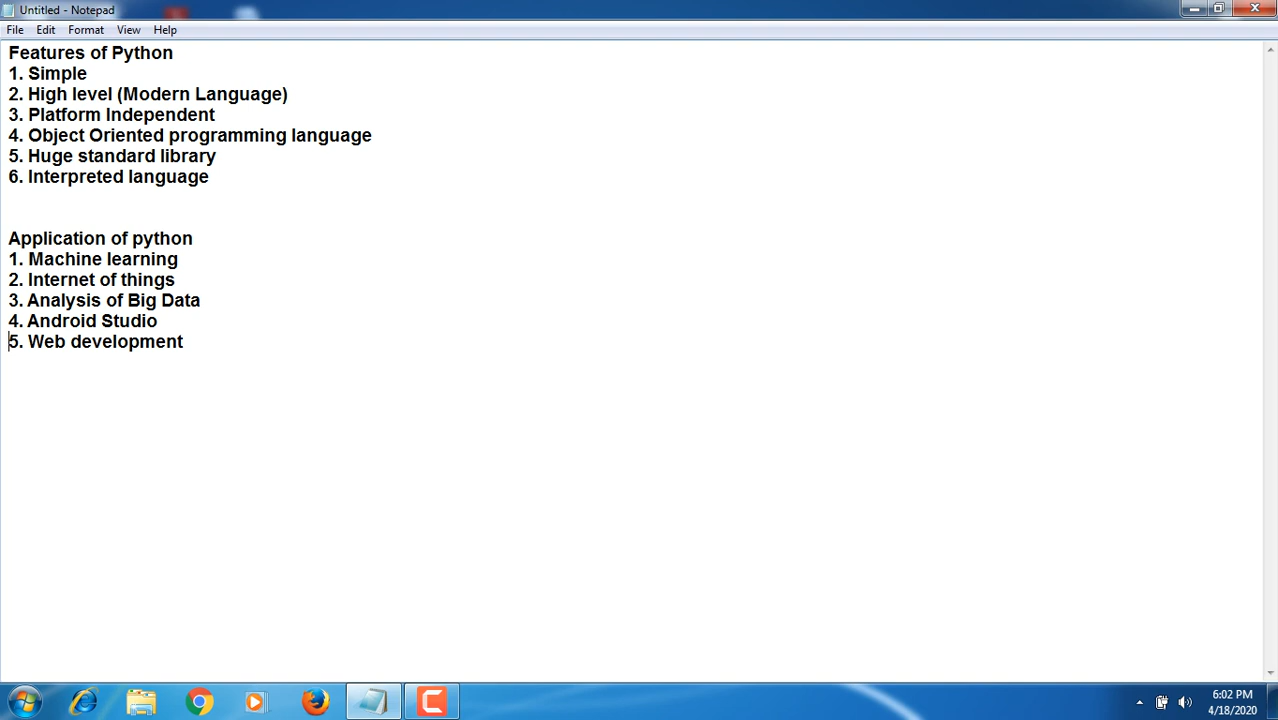 Untitled - Notepad
File Edit Format View Help
Features of Python
1. Simple
2. High level (Modern Language)
3. Platform Independent
4. Object Oriented programming language
5. Huge standard library
6. Interpreted language
Application of python
1. Machine learning
2. Internet of things
3. Analysis of Big Data
4. Android Studio
5. Web development
6:02 PM
4/18/2020